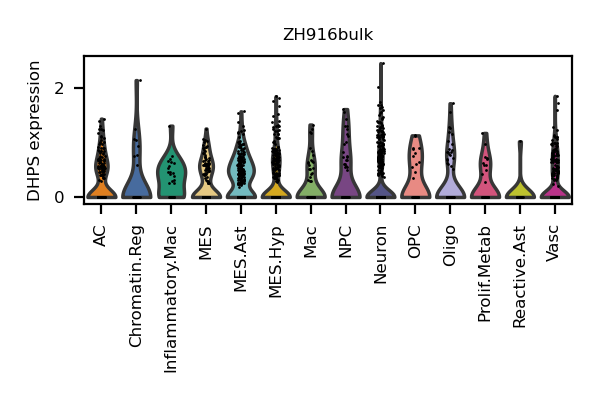 ZH916bulk
DHPS expression
2
0
AC
Chromatin.Reg
Inflammatory.Mac
MES
MES.Ast
MES.Hyp
Mac
NPC
Neuron
OPC
Oligo
Prolif.Metab
Reactive.Ast
Vasc